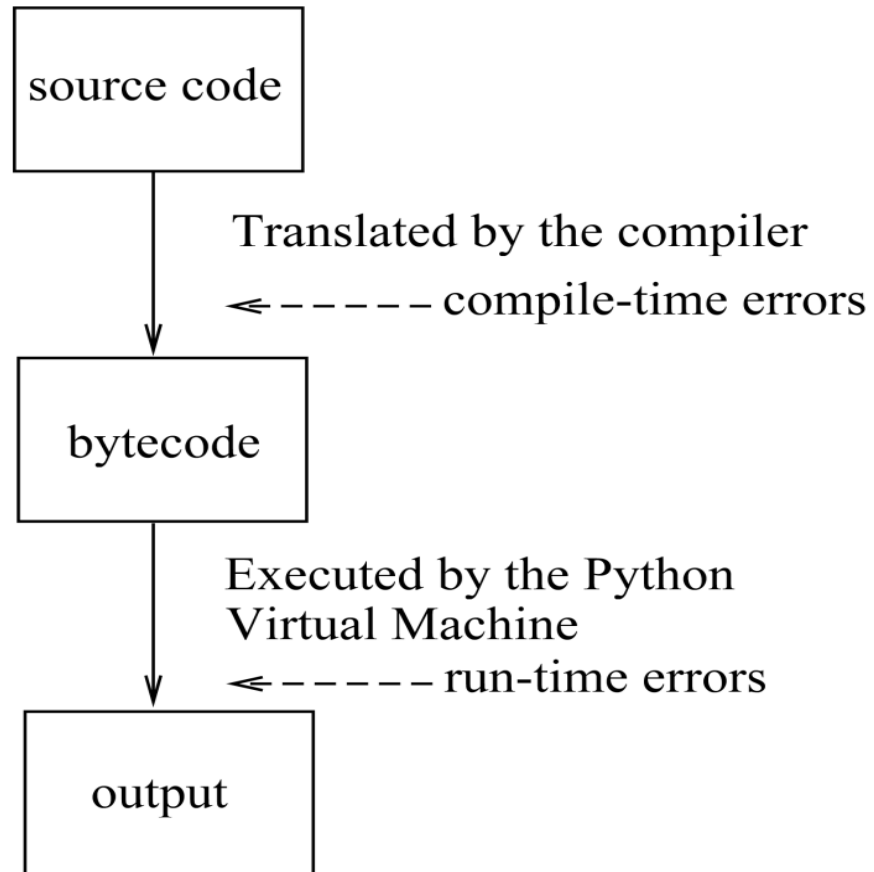 source code
Translated by the compiler
compile-time errors
bytecode
Executed by the Python
Virtual Machine
run-time errors
output